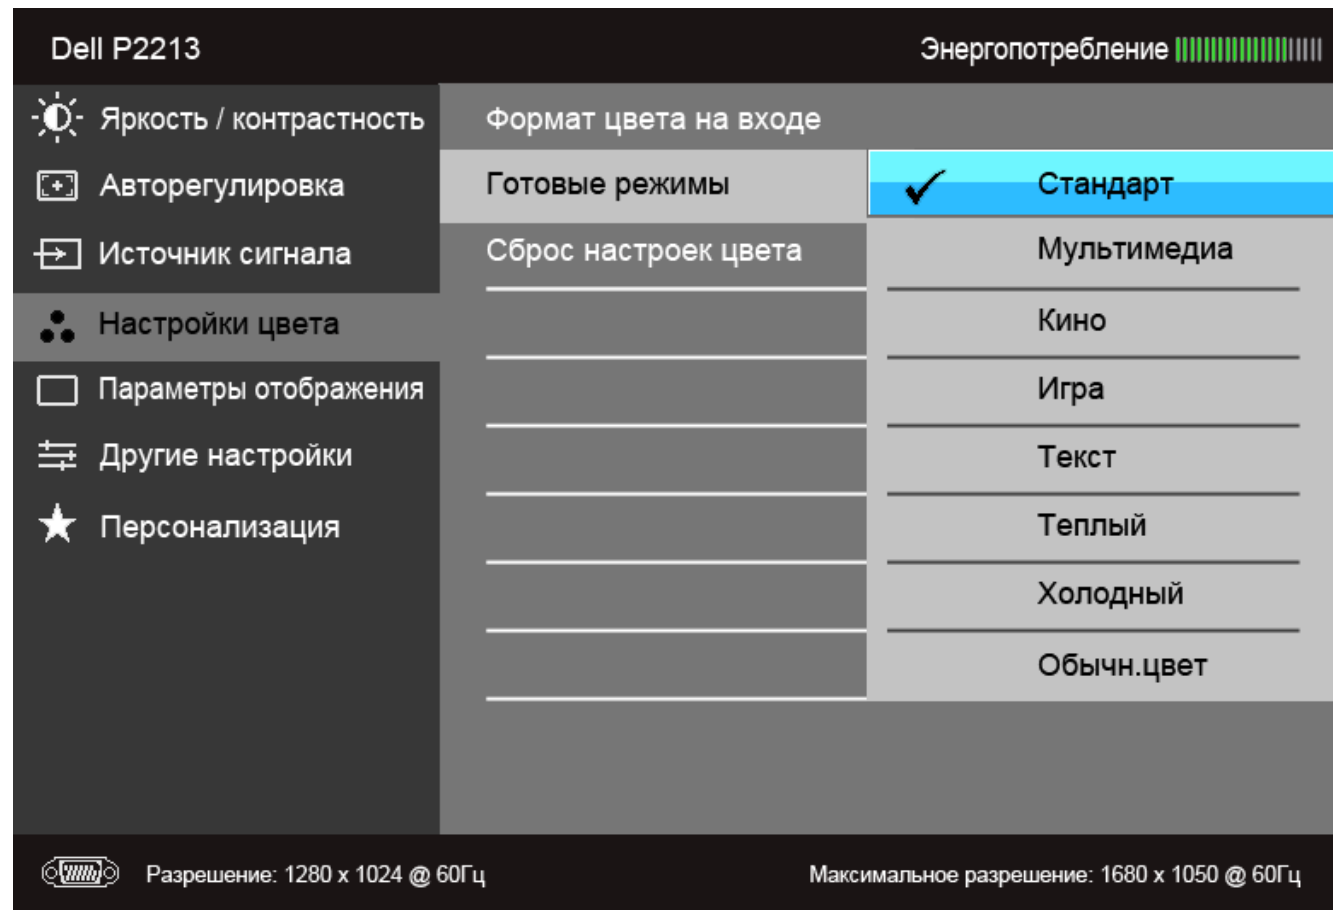 Dell P2213
Энергопотребление
Яркость / контрастность
Авторегулировка
Источник сигнала
Настройки цвета
Параметры отображения
Другие настройки
Персонализация
Формат цвета на входе
Готовые режимы
Сброс настроек цвета
Стандарт
Мультимедиа
Кино
Игра
Текст
Теплый
Холодный
Обычн.цвет
Разрешение: 1280 x 1024 @ 60Гц
Максимальное разрешение: 1680 x 1050 @ 60Гц